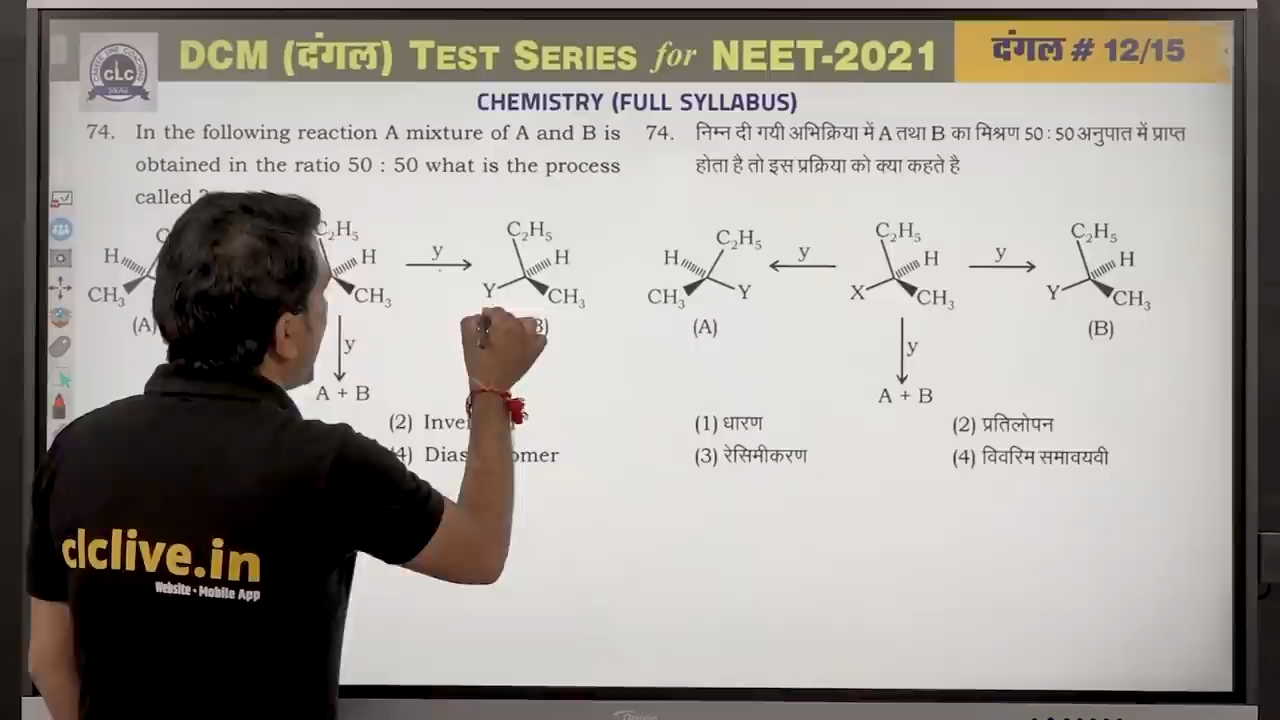 CLC
SIKAR
DCM (दंगल) TEST SERIES for NEET-2021
दंगल # 12/15
CHEMISTRY (FULL SYLLABUS)
74. In the following reaction A mixture of A and B is
obtained in the ratio 50 : 50 what is the process
called ?
H
C₂H₅
H
CH₃
CH₃
(A)
y
A + B
y
C₂H₅
H
Y
CH₃
B)
(2)
(4)
74. निम्न दी गयी अभिक्रिया में A तथा B का मिश्रण 50 : 50 अनुपात में प्राप्त
होता है तो इस प्रक्रिया को क्या कहते है
H
C₂H₅
CH₃
Y
(A)
y
C₂H₅
H
X
CH₃
y
A + B
y
C₂H₅
H
Y
CH₃
(B)
(1) धारण
(2) प्रतिलोपन
(3) रेसिमीकरण
(4) विवरिम समावयवी
clclive.in
Website • Mobile App